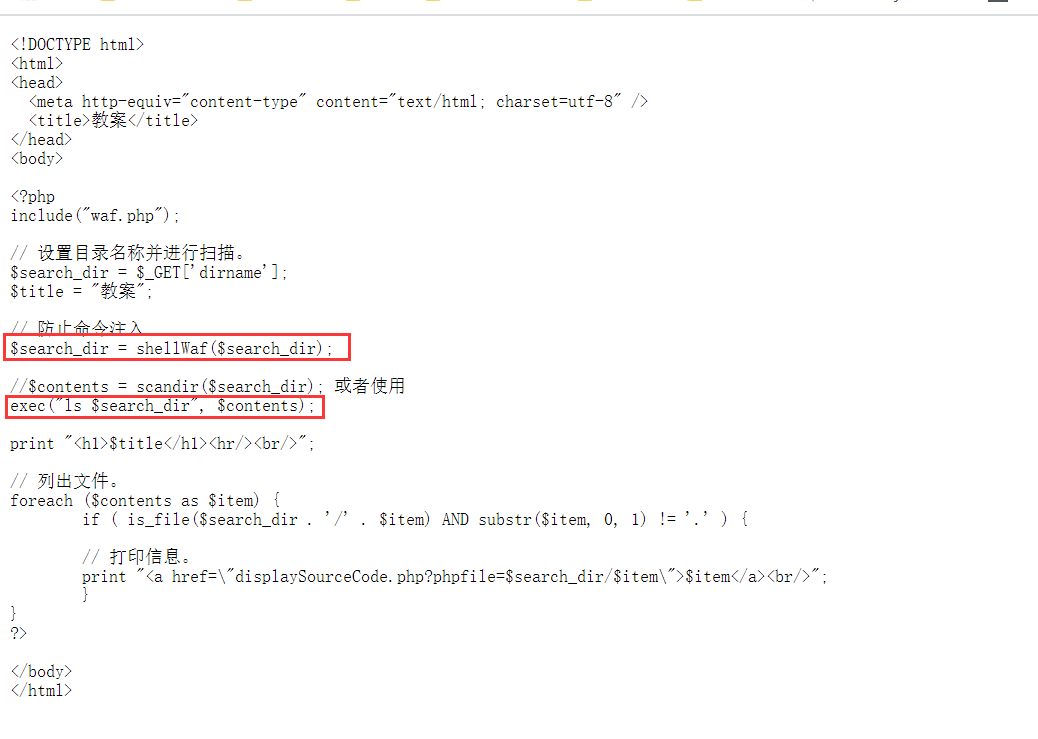 <!DOCTYPE html>
<html>
<head>
  <meta http-equiv="content-type" content="text/html; charset=utf-8" />
  <title>教案</title>
</head>
<body>
<?php
include("waf.php");
// 设置目录名称并进行扫描。
$search_dir = $_GET['dirname'];
$title = "教案";
// 防止命令注入
$search_dir = shellWaf($search_dir);
//$contents = scandir($search_dir); 或者使用
exec("ls $search_dir", $contents);
print "<h1>$title</h1><hr/><br/>";
// 列出文件。
foreach ($contents as $item) {
        if ( is_file($search_dir . '/' . $item) AND substr($item, 0, 1) != '.' ) {
        // 打印信息。
        print "<a href=\"displaySourceCode.php?phpfile=$search_dir/$item\">$item</a><br/>";
        }
}
?>
</body>
</html>